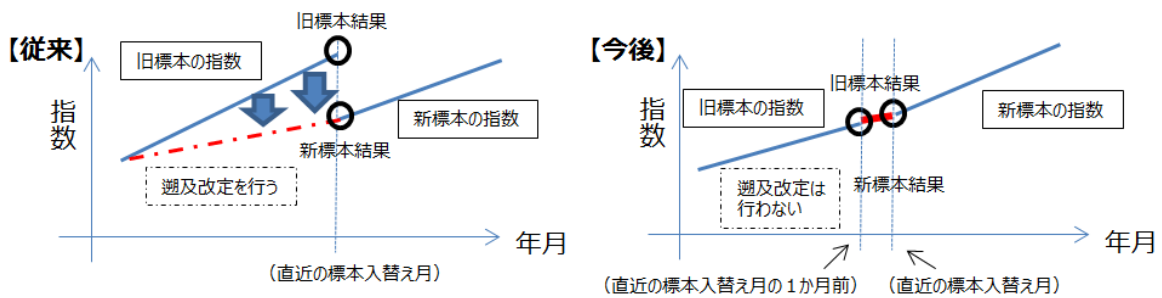 【従来】
旧標本結果
旧標本の指数
指数
新標本の指数
新標本結果
遡及改定を行う
年月
（直近の標本入替え月）
【今後】
旧標本結果
旧標本の指数
指数
新標本の指数
新標本結果
遡及改定は
行わない
年月
（直近の標本入替え月の１か月前）
（直近の標本入替え月）